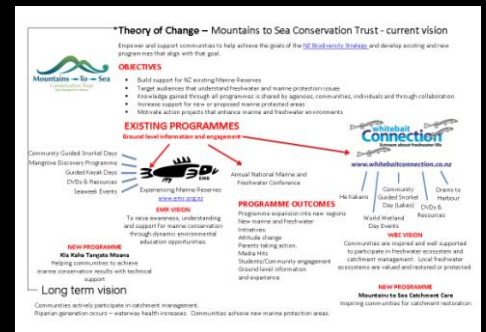 *Theory of Change – Mountains to Sea Conservation Trust - current vision
Empower and support communities to help achieve the goals of the NZ Biodiversity Strategy and develop existing and new
programmes that align with that goal.
OBJECTIVES
• Build support for NZ existing Marine Reserves
• Target audiences that understand freshwater and marine protection issues
• Knowledge gained through all programmes is shared by agencies, communities, individuals and through collaboration.
• Increase support for new or proposed marine protected areas
• Motivate action projects that enhance marine and freshwater environments
Mountains - To - Sea
Conservation Trust
EXISTING PROGRAMMES
Ground level information and engagement
Community Guided Snorkel Days
Mangrove Discovery Programme
Guided Kayak Days
DVDs & Resources
Seaweek Events
EMR
Experiencing Marine Reserves
www.emr.org.nz
EMR VISION
To raise awareness, understanding
and support for marine conservation
through dynamic environmental
education opportunities.
NEW PROGRAMME
Kia Kaha Tangata Moana
Helping communities to achieve
marine conservation results with technical
support
Annual National Marine and
Freshwater Conference
PROGRAMME OUTCOMES
Programme expansion into new regions
New marine and freshwater
Initiatives
Attitude change
Parents taking action.
Media Hits
Students/Community engagement
Ground level information
and experience
whitebait
Connection
Stream about freshwater life
www.whitebaitconnection.co.nz
He Kakano
Community
Guided Snorkel
Day (Lakes)
Drains to
Harbour
World Wetland
Day Events
DVDs &
Resources
WBC VISION
Communities are inspired and well supported
to participate in freshwater ecosystem and
catchment management. Local freshwater
ecosystems are valued and restored or protected.
NEW PROGRAMME
Mountains to Sea Catchment Care
Inspiring communities for catchment restoration
Long term vision
Communities actively participate in catchment management.
Riparian generation occurs – waterway health increases. Communities achieve new marine protection areas.